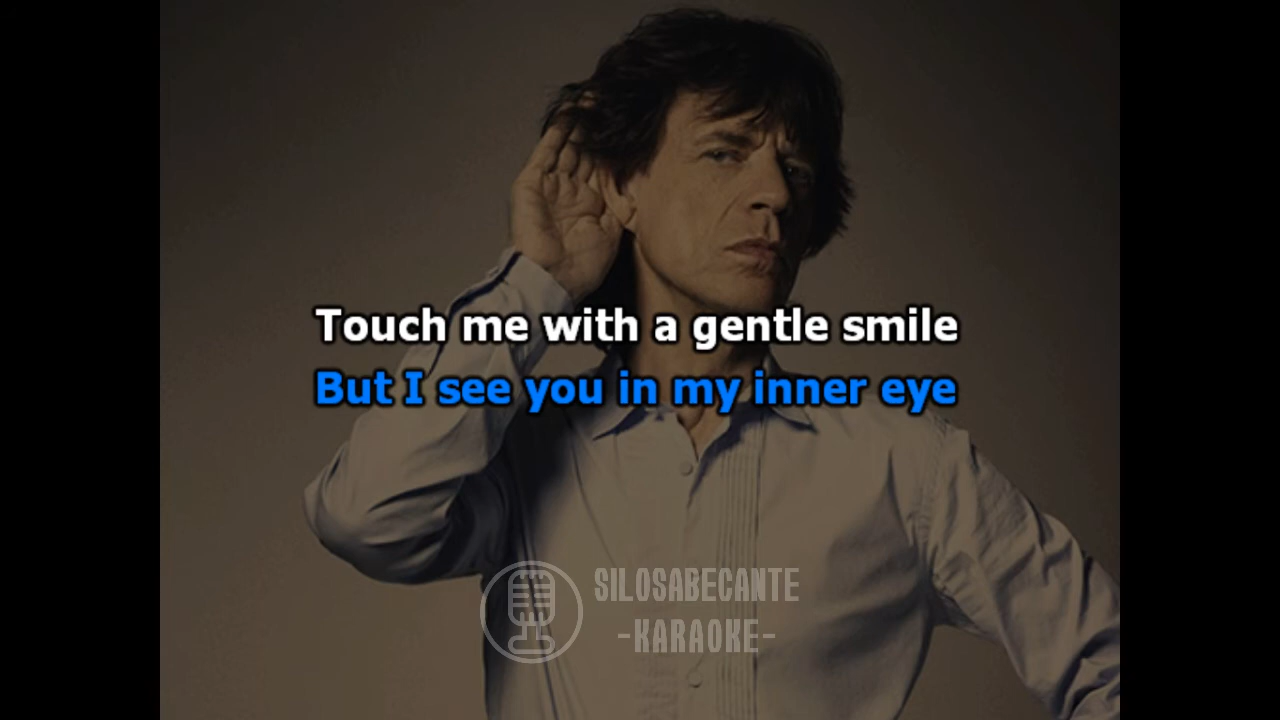 Touch me with a gentle smile
But I see you in my inner eye
SILOSABECANTE
-KARAOKE-